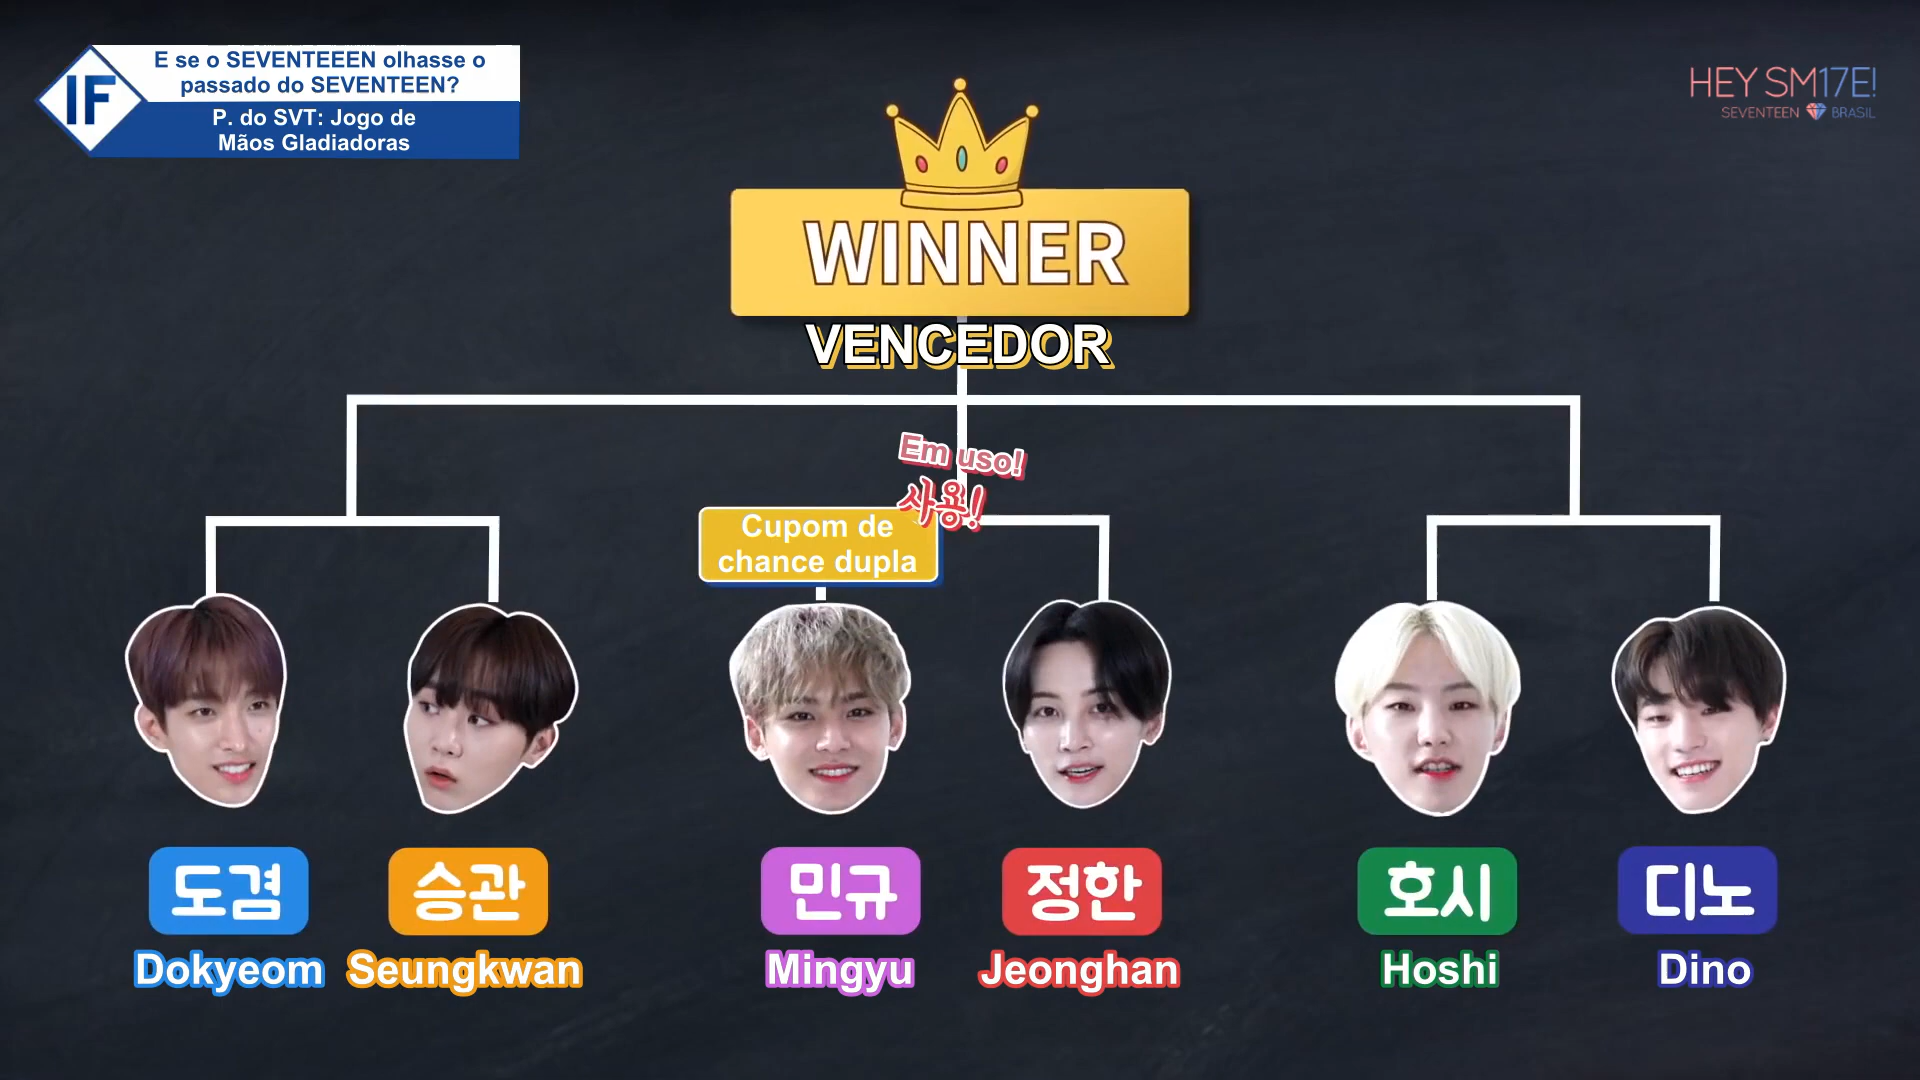 IF
E se o SEVENTEEEN olhasse o
passado do SEVENTEEN?
P. do SVT: Jogo de
Mãos Gladiadoras
HEY SM17E!
SEVENTEEN BRASIL
WINNER
VENCEDOR
Em uso!
사용!
Cupom de
chance dupla
도겸
승관
민규
정한
호시
디노
Dokyeom
Seungkwan
Mingyu
Jeonghan
Hoshi
Dino